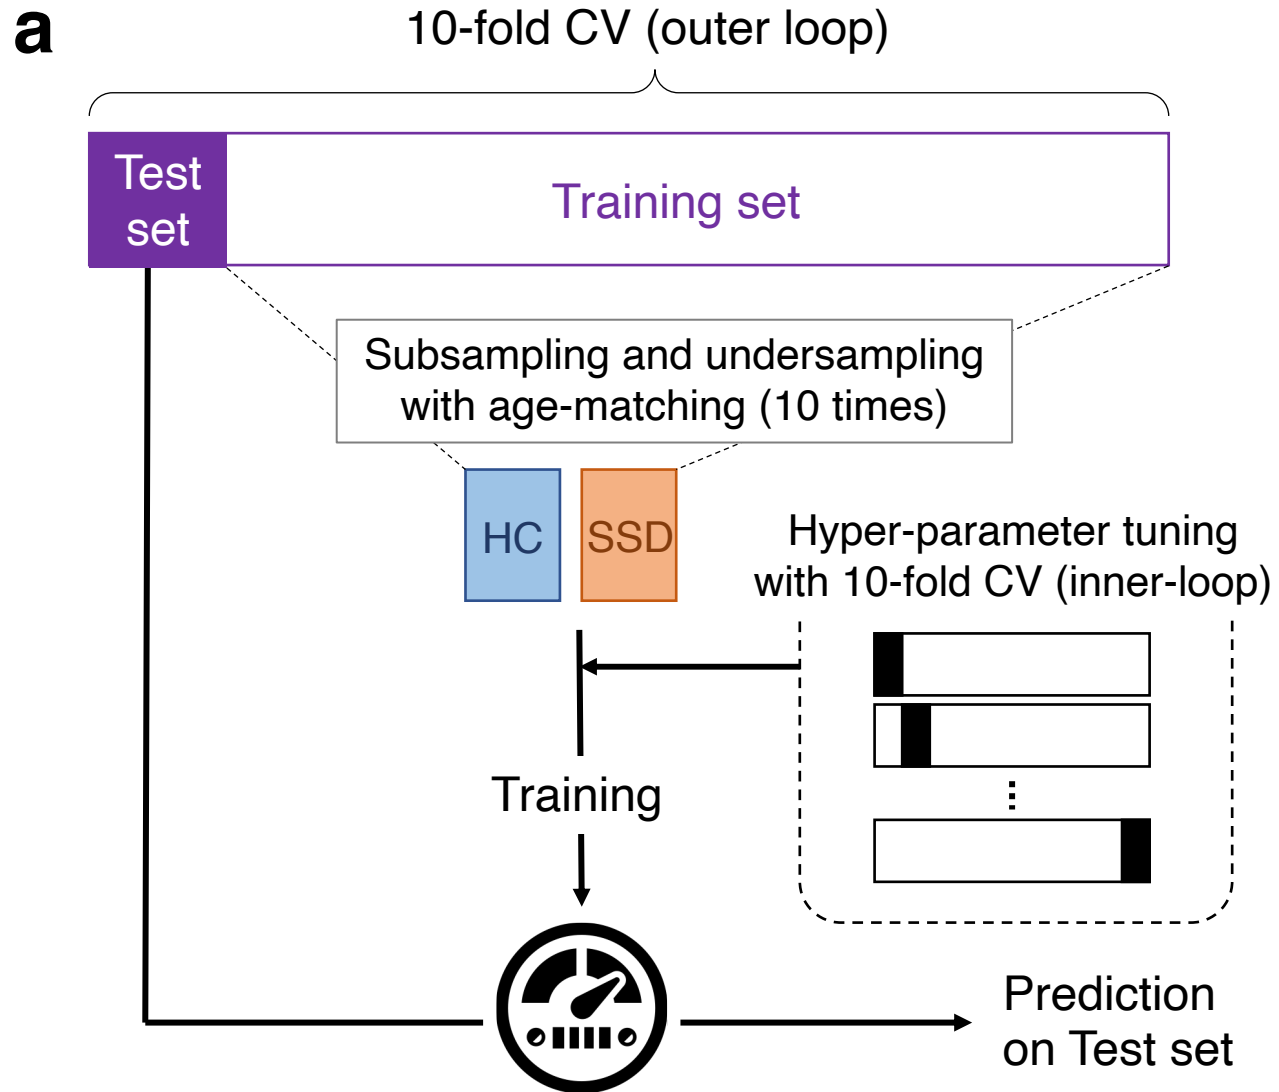 a
10-fold CV (outer loop)
Test
set
Training set
Subsampling and undersampling
with age-matching (10 times)
HC
SSD
Hyper-parameter tuning
with 10-fold CV (inner-loop)
Training
Prediction
on Test set